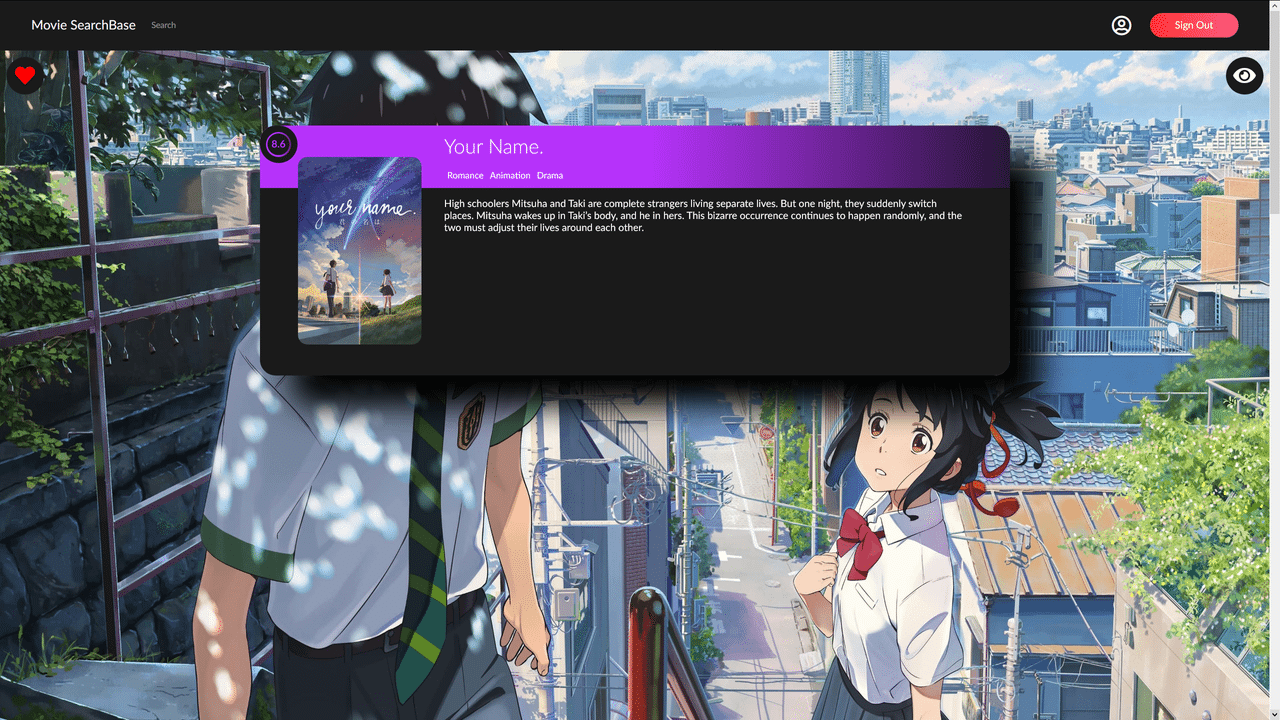 Movie SearchBase Search Sign Out
8.6
Your Name.
Romance Animation Drama
your name.
High schoolers Mitsuha and Taki are complete strangers living separate lives. But one night, they suddenly switch
places. Mitsuha wakes up in Taki's body, and he in hers. This bizarre occurrence continues to happen randomly, and the
two must adjust their lives around each other.